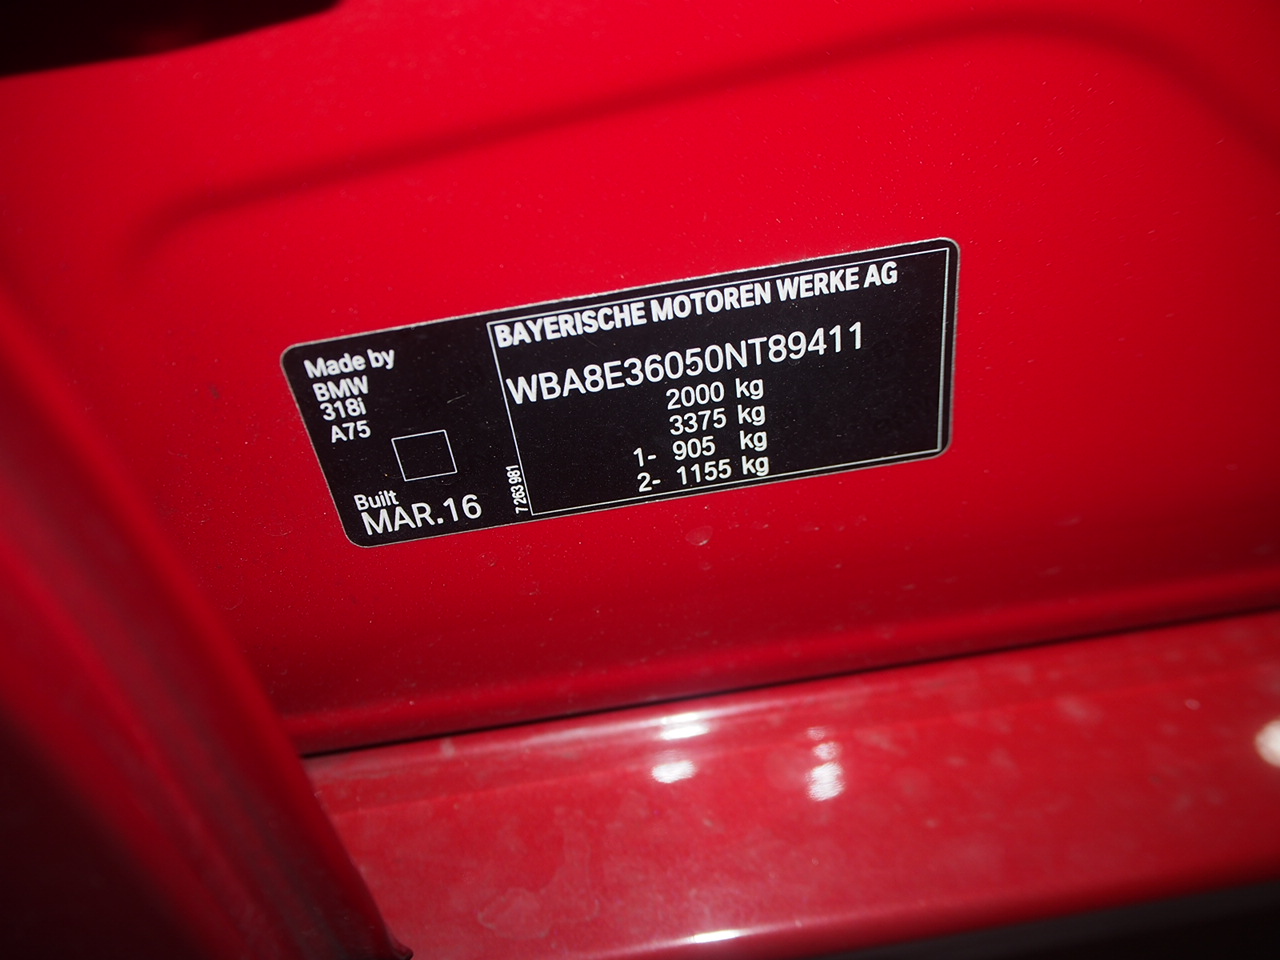 Made by
BMW
318i
A75
Built
MAR.16
7 263 981
BAYERISCHE MOTOREN WERKE AG
WBA8E36050NT89411
2000 kg
3375 kg
1- 905 kg
2- 1155 kg